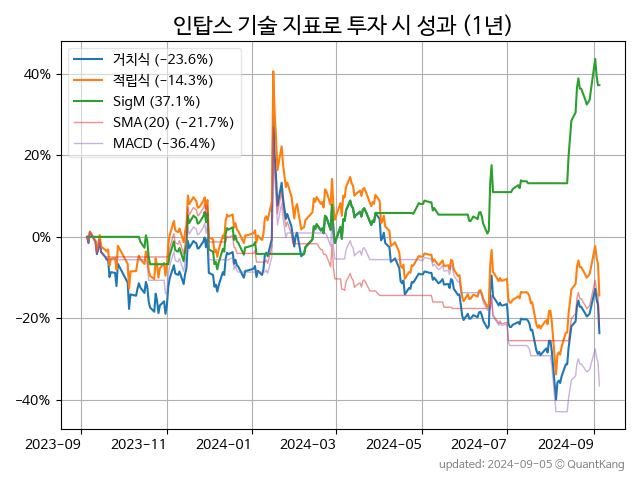 인탑스 기술 지표로 투자 시 성과 (1년)
거치식 (−23.6%)
적립식 (−14.3%)
SigM (37.1%)
SMA(20) (−21.7%)
MACD (−36.4%)
40%
20%
0%
−20%
−40%
2023-09 2023-11 2024-01 2024-03 2024-05 2024-07 2024-09
updated: 2024-09-05 © QuantKang